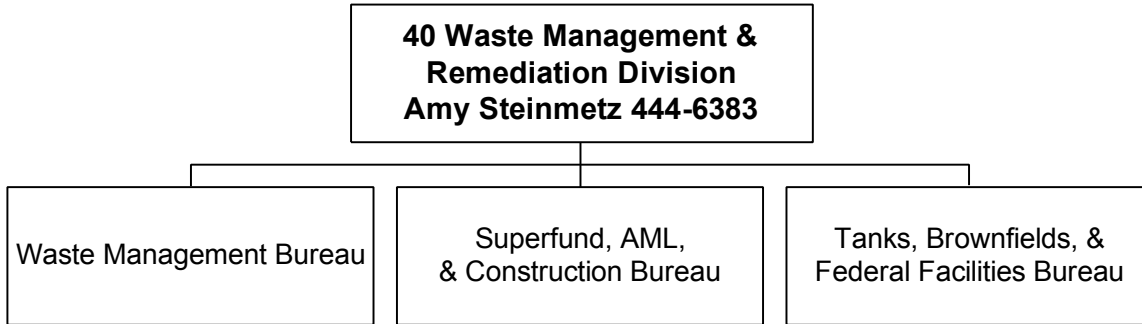 40 Waste Management &
Remediation Division
Amy Steinmetz 444-6383
Waste Management Bureau
Superfund, AML,
& Construction Bureau
Tanks, Brownfields, &
Federal Facilities Bureau